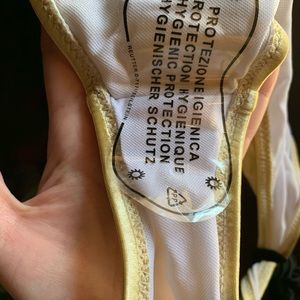 PROTEZIONE IGIENICA
PROTECTION HYGIENIQUE
HYGIENIC PROTECTION
HYGIENISCHER SCHUTZ